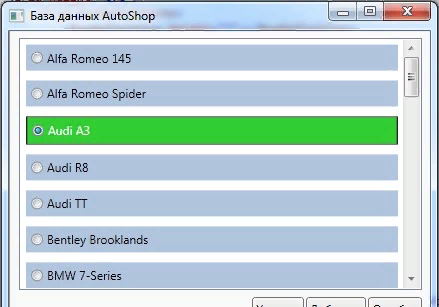 База данных AutoShop
Alfa Romeo 145
Alfa Romeo Spider
Audi A3
Audi R8
Audi TT
Bentley Brooklands
BMW 7-Series